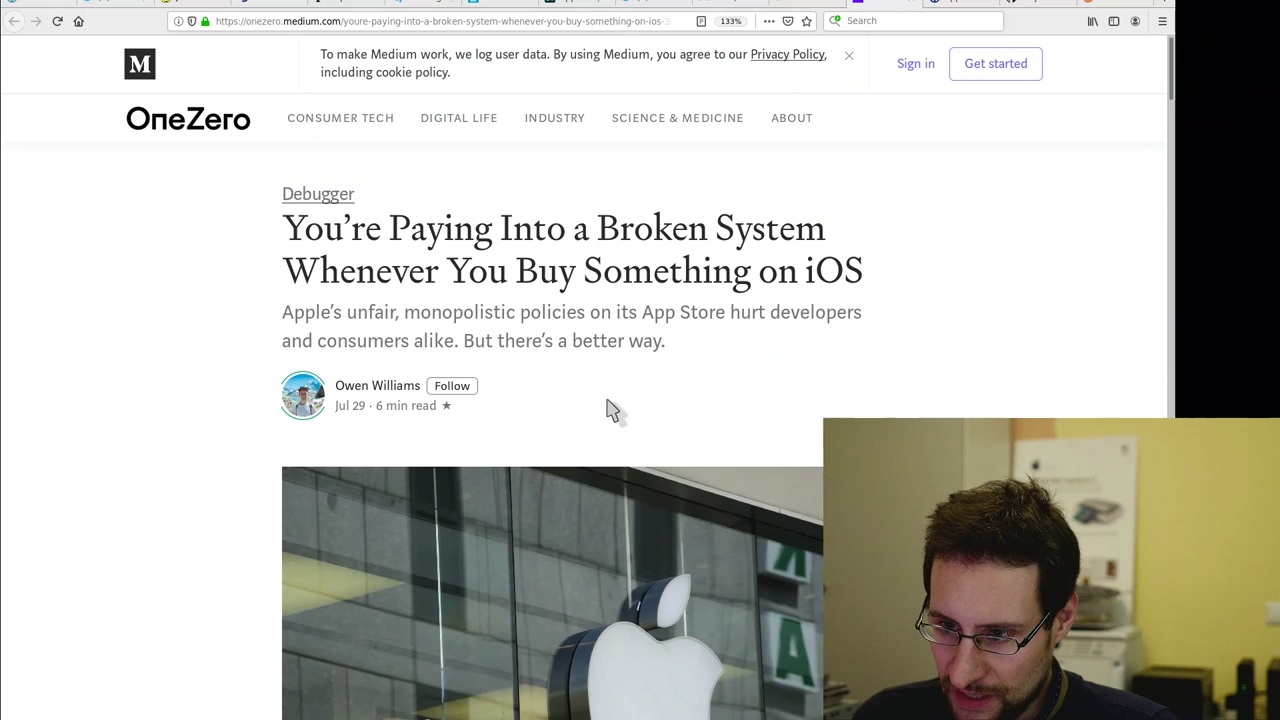 https://onezero.medium.com/youre-paying-into-a-broken-system-whenever-you-buy-something-on-ios-
133%
Search
M
To make Medium work, we log user data. By using Medium, you agree to our Privacy Policy,
including cookie policy.
Sign in
Get started
OneZero
CONSUMER TECH
DIGITAL LIFE
INDUSTRY
SCIENCE & MEDICINE
ABOUT
Debugger
You're Paying Into a Broken System
Whenever You Buy Something on iOS
Apple's unfair, monopolistic policies on its App Store hurt developers
and consumers alike. But there's a better way.
Owen Williams
Follow
Jul 29 · 6 min read ★
A